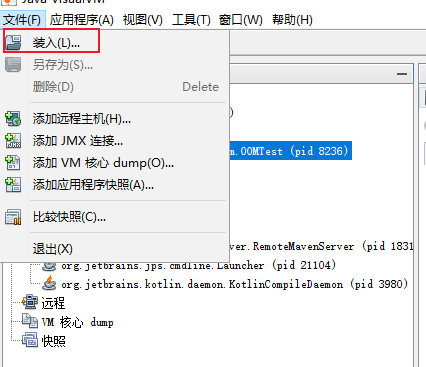 Java VisualVM
文件(F) 应用程序(A) 视图(V) 工具(T) 窗口(W) 帮助(H)
装入(L)...
另存为(S)...
删除(D) Delete
添加远程主机(H)...
添加 JMX 连接...
添加 VM 核心 dump(O)...
添加应用程序快照(A)...
比较快照(C)...
退出(X)
)
n.OOMTest (pid 8236)
ver.RemoteMavenServer (pid 1831
org.jetbrains.jps.cmdline.Launcher (pid 21104)
org.jetbrains.kotlin.daemon.KotlinCompileDaemon (pid 3980)
远程
VM 核心 dump
快照